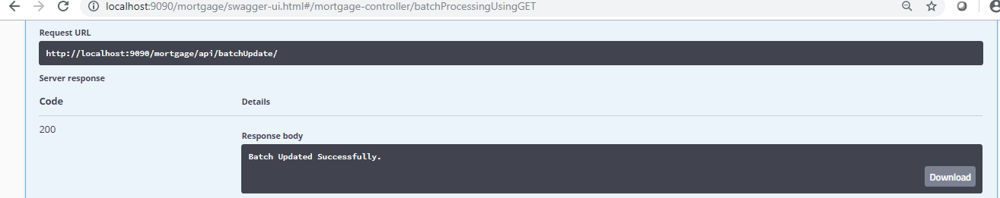 localhost:9090/mortgage/swagger-ui.html#/mortgage-controller/batchProcessingUsingGET
Request URL
http://localhost:9090/mortgage/api/batchUpdate/
Server response
Code Details
200
Response body
Batch Updated Successfully.
Download